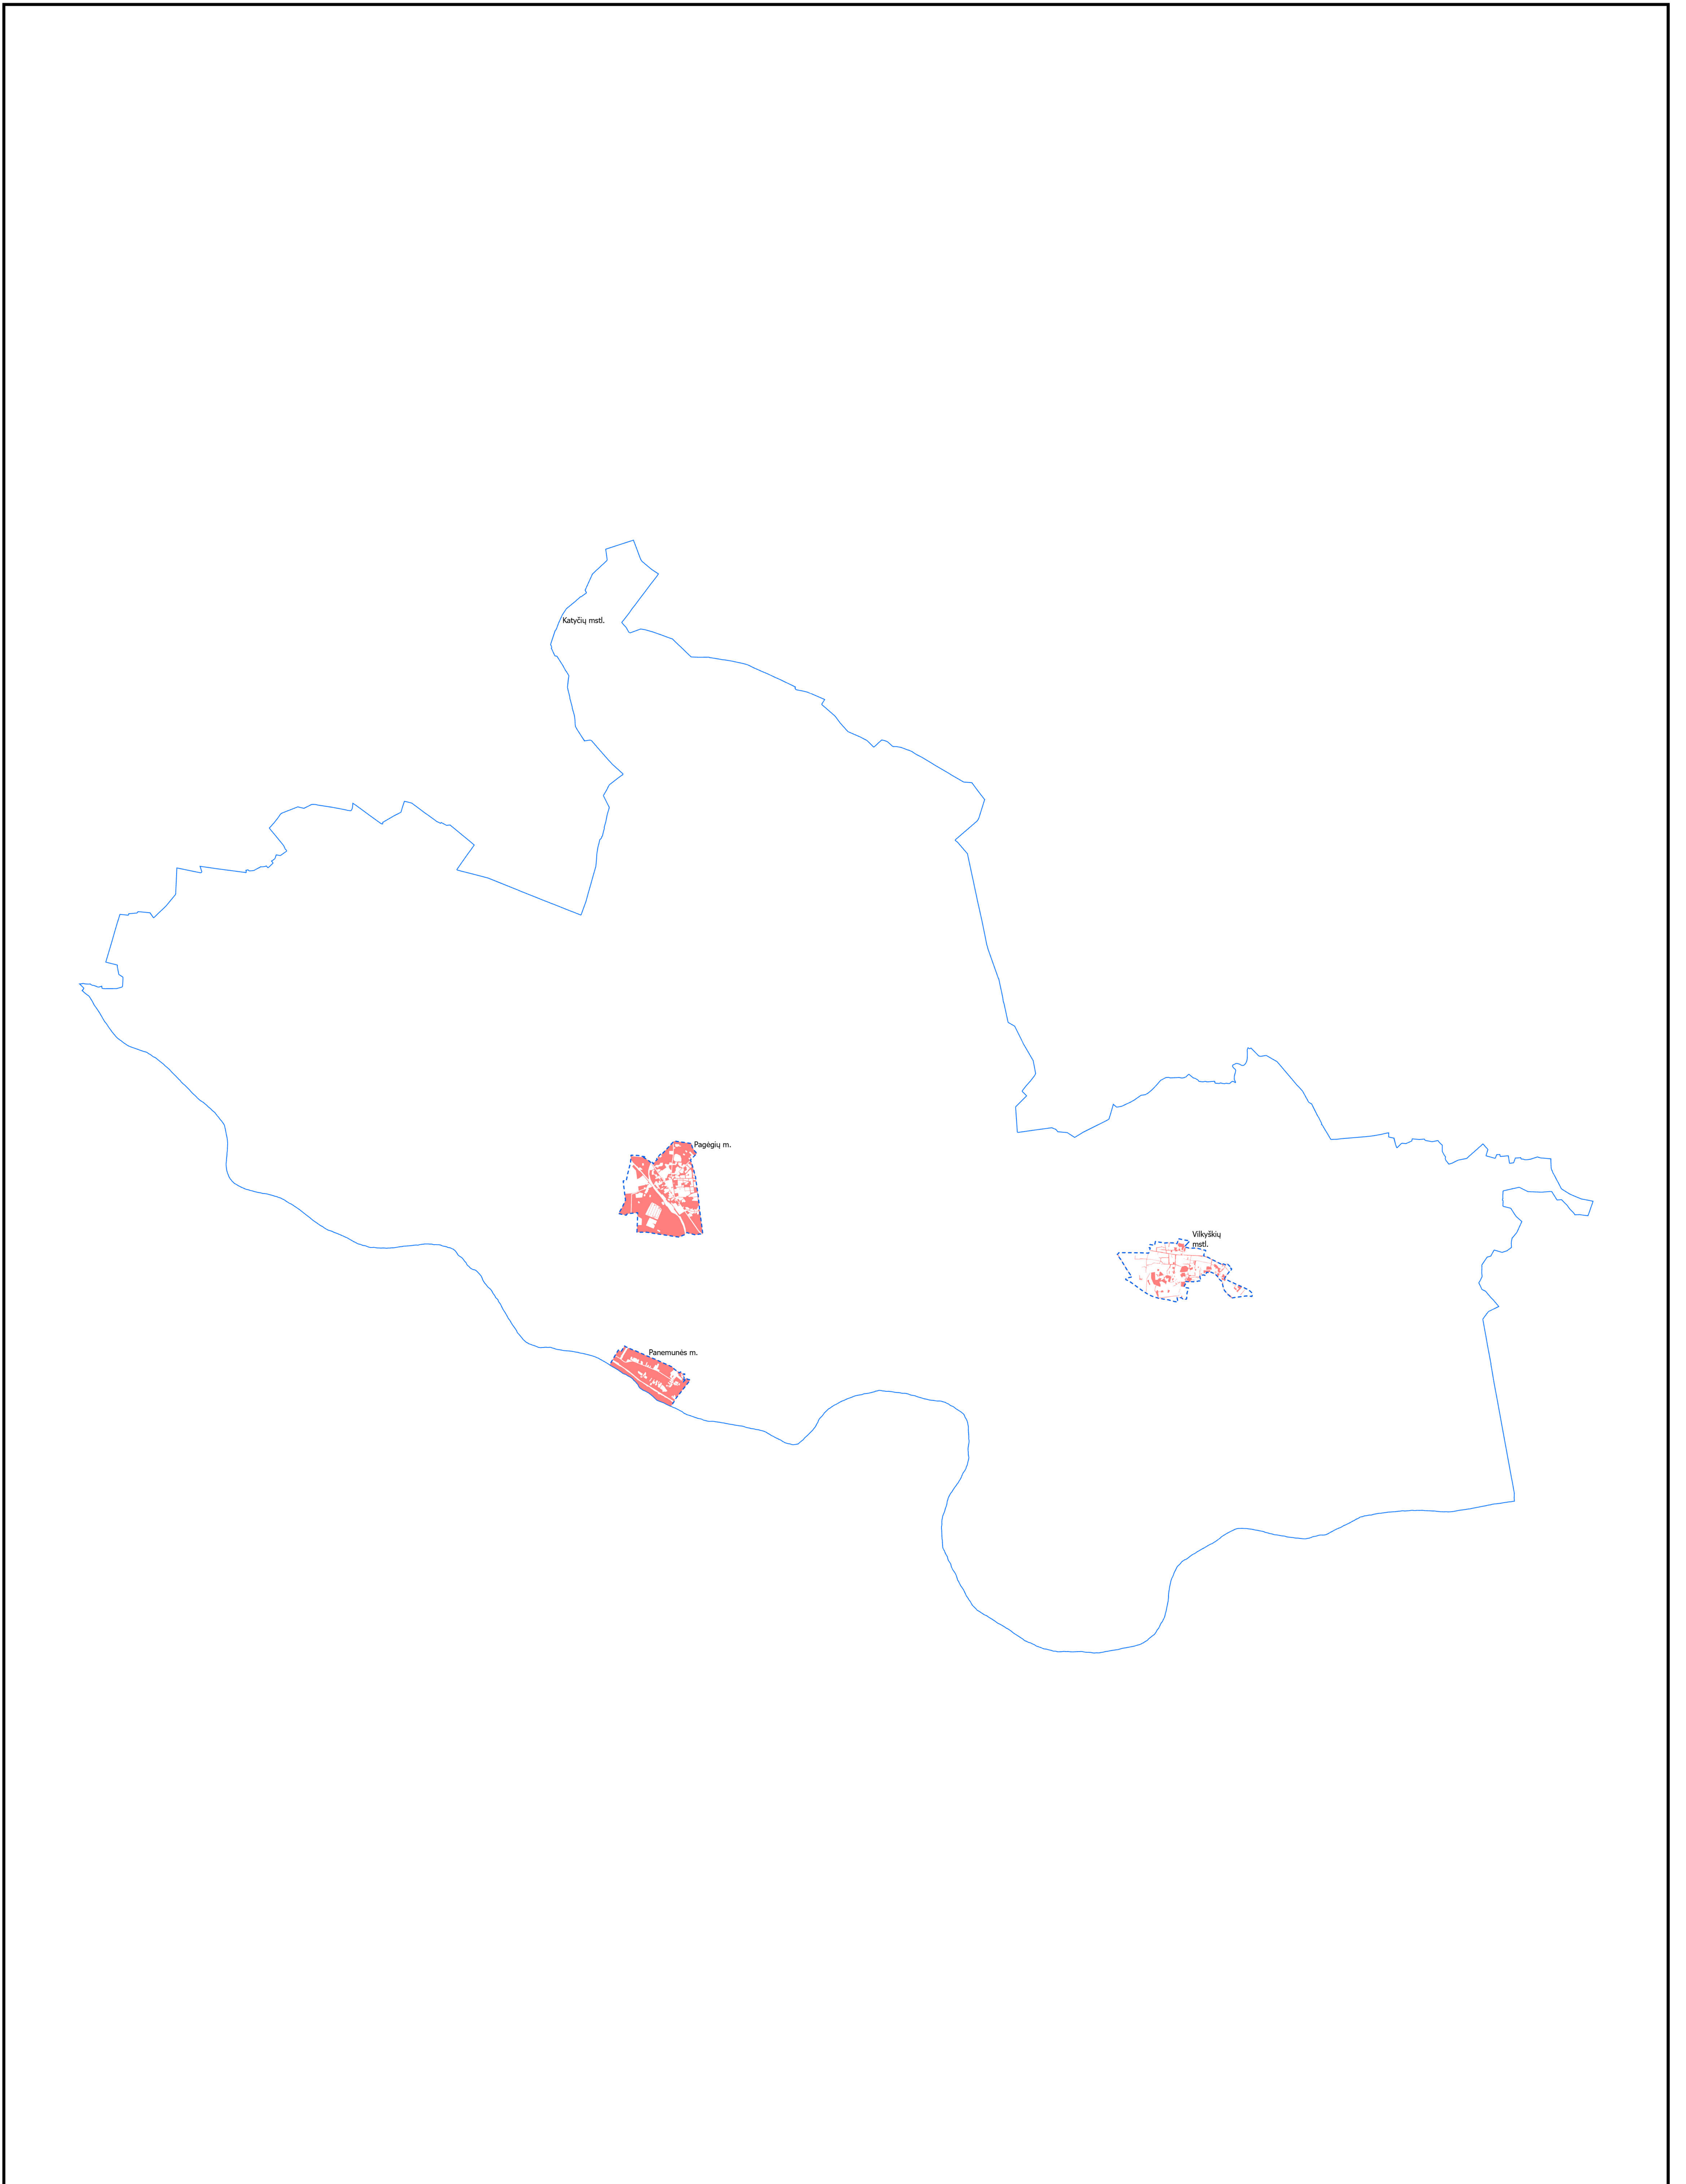 Katyčių mstl.
Pagėgių m.
Vilkyškių
mstl.
Panemunės m.